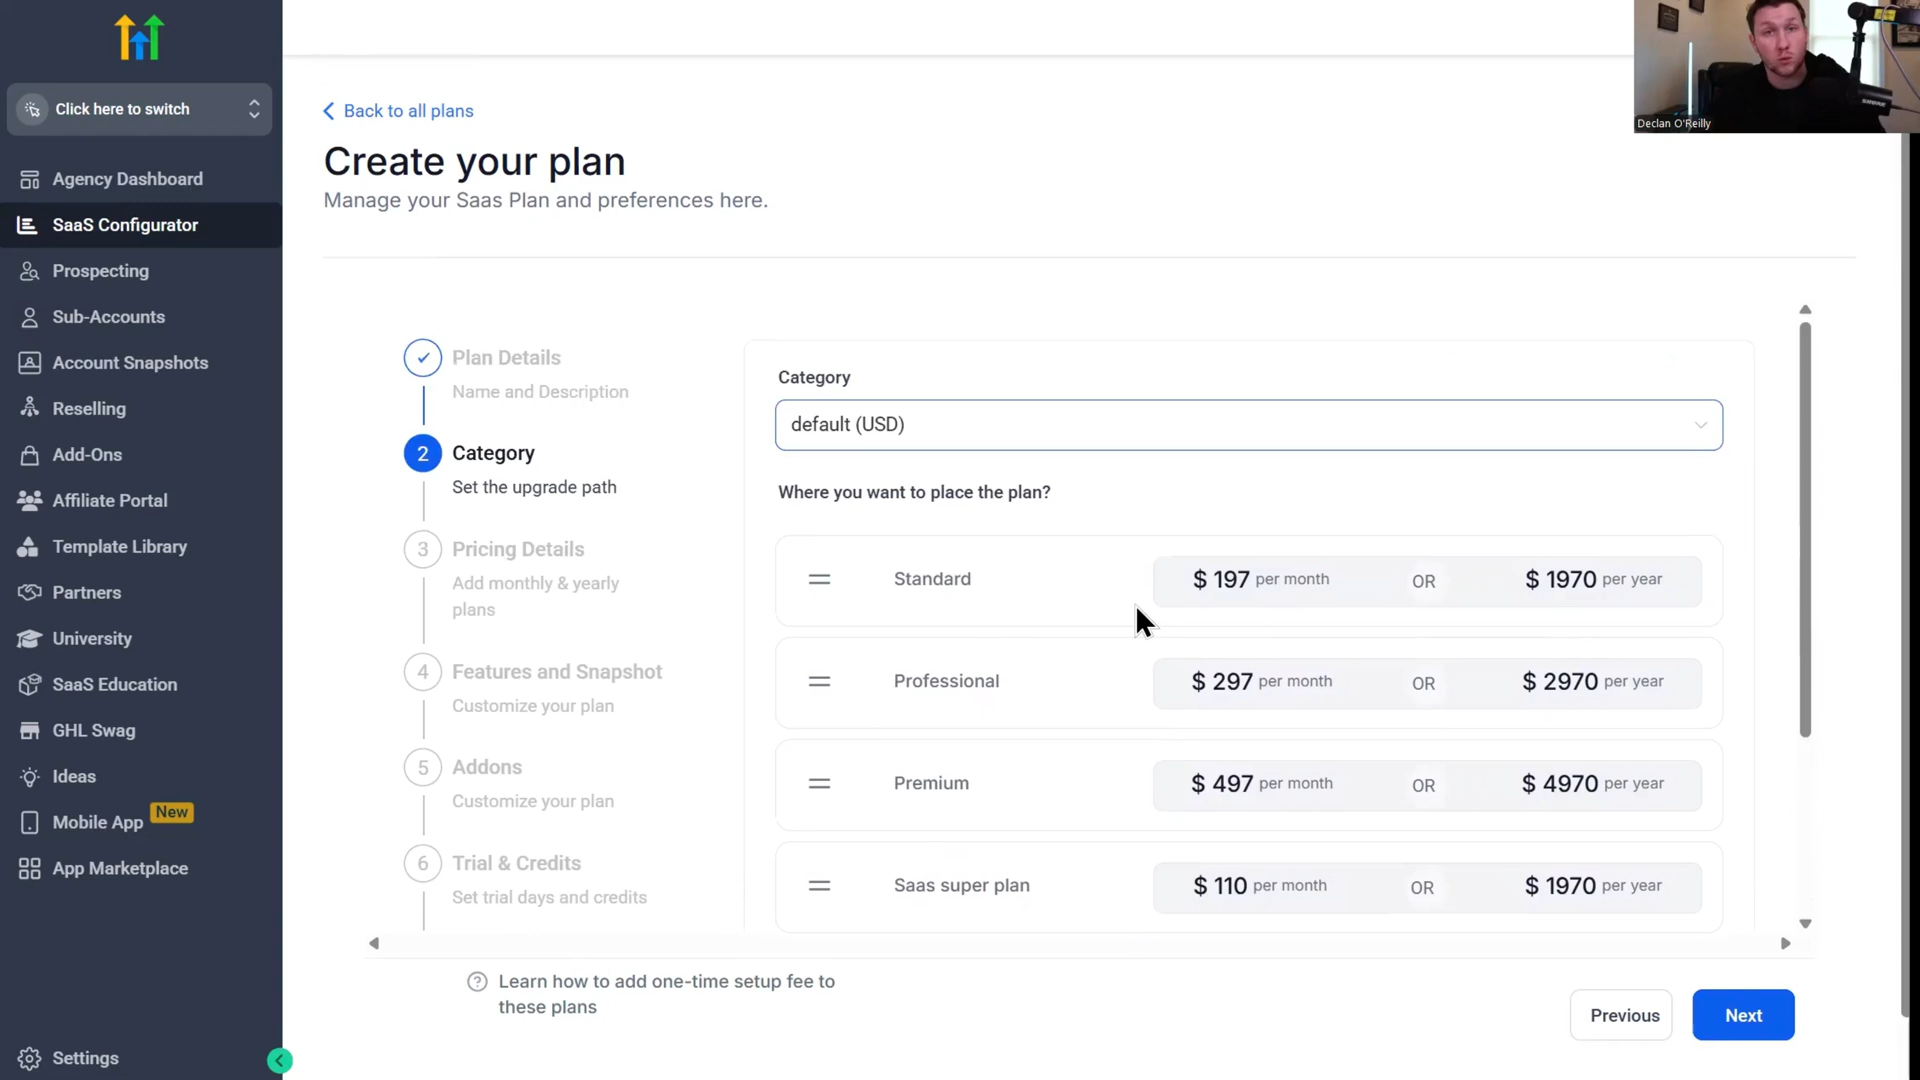 Click here to switch
Agency Dashboard
SaaS Configurator
Prospecting
Sub-Accounts
Account Snapshots
Reselling
Add-Ons
Affiliate Portal
Template Library
Partners
University
SaaS Education
GHL Swag
Ideas
Mobile App New
App Marketplace
Settings
Back to all plans
Create your plan
Manage your Saas Plan and preferences here.
Plan Details
Name and Description
2 Category
Set the upgrade path
3 Pricing Details
Add monthly & yearly
plans
4 Features and Snapshot
Customize your plan
5 Addons
Customize your plan
6 Trial & Credits
Set trial days and credits
Category
default (USD)
Where you want to place the plan?
Standard $ 197 per month OR $ 1970 per year
Professional $ 297 per month OR $ 2970 per year
Premium $ 497 per month OR $ 4970 per year
Saas super plan $ 110 per month OR $ 1970 per year
Learn how to add one-time setup fee to
these plans
Previous Next
Declan O'Reilly